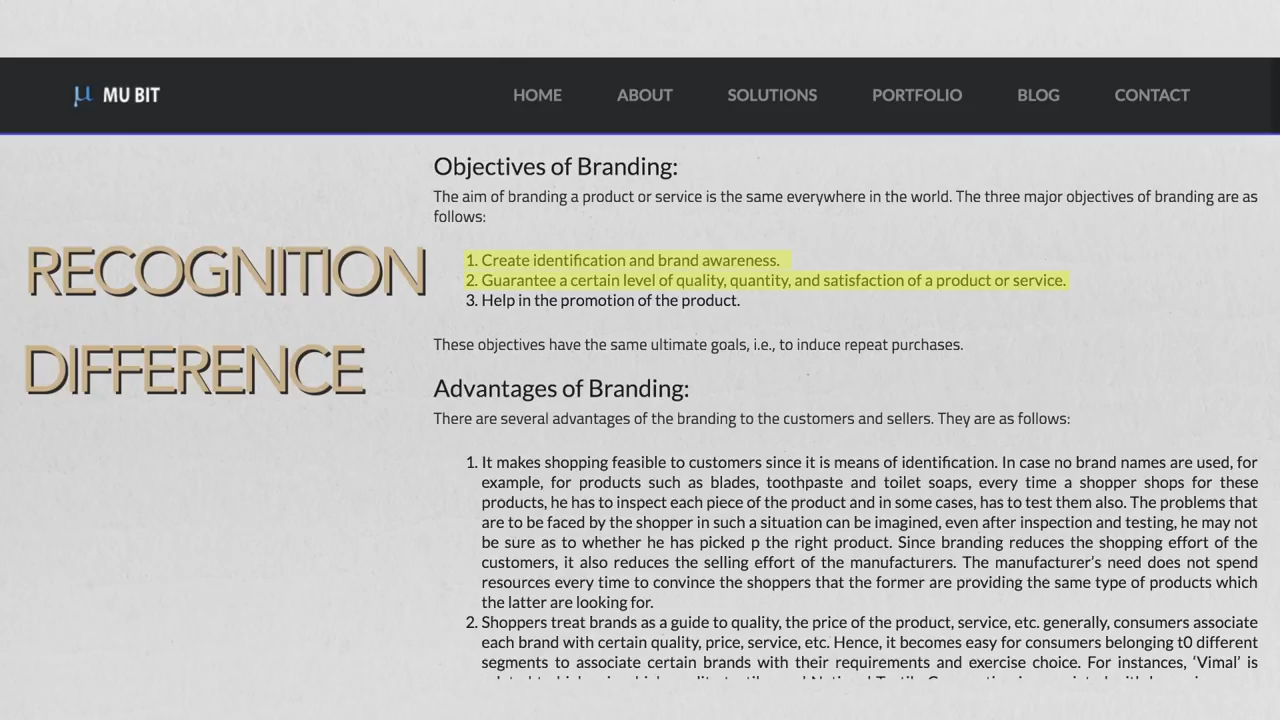 μ MU BIT
HOME ABOUT SOLUTIONS PORTFOLIO BLOG CONTACT
RECOGNITION
DIFFERENCE
Objectives of Branding:
The aim of branding a product or service is the same everywhere in the world. The three major objectives of branding are as
follows:
1. Create identification and brand awareness.
2. Guarantee a certain level of quality, quantity, and satisfaction of a product or service.
3. Help in the promotion of the product.
These objectives have the same ultimate goals, i.e., to induce repeat purchases.
Advantages of Branding:
There are several advantages of the branding to the customers and sellers. They are as follows:
1. It makes shopping feasible to customers since it is means of identification. In case no brand names are used, for
example, for products such as blades, toothpaste and toilet soaps, every time a shopper shops for these
products, he has to inspect each piece of the product and in some cases, has to test them also. The problems that
are to be faced by the shopper in such a situation can be imagined, even after inspection and testing, he may not
be sure as to whether he has picked p the right product. Since branding reduces the shopping effort of the
customers, it also reduces the selling effort of the manufacturers. The manufacturer's need does not spend
resources every time to convince the shoppers that the former are providing the same type of products which
the latter are looking for.
2. Shoppers treat brands as a guide to quality, the price of the product, service, etc. generally, consumers associate
each brand with certain quality, price, service, etc. Hence, it becomes easy for consumers belonging t0 different
segments to associate certain brands with their requirements and exercise choice. For instances, ‘Vimal’ is